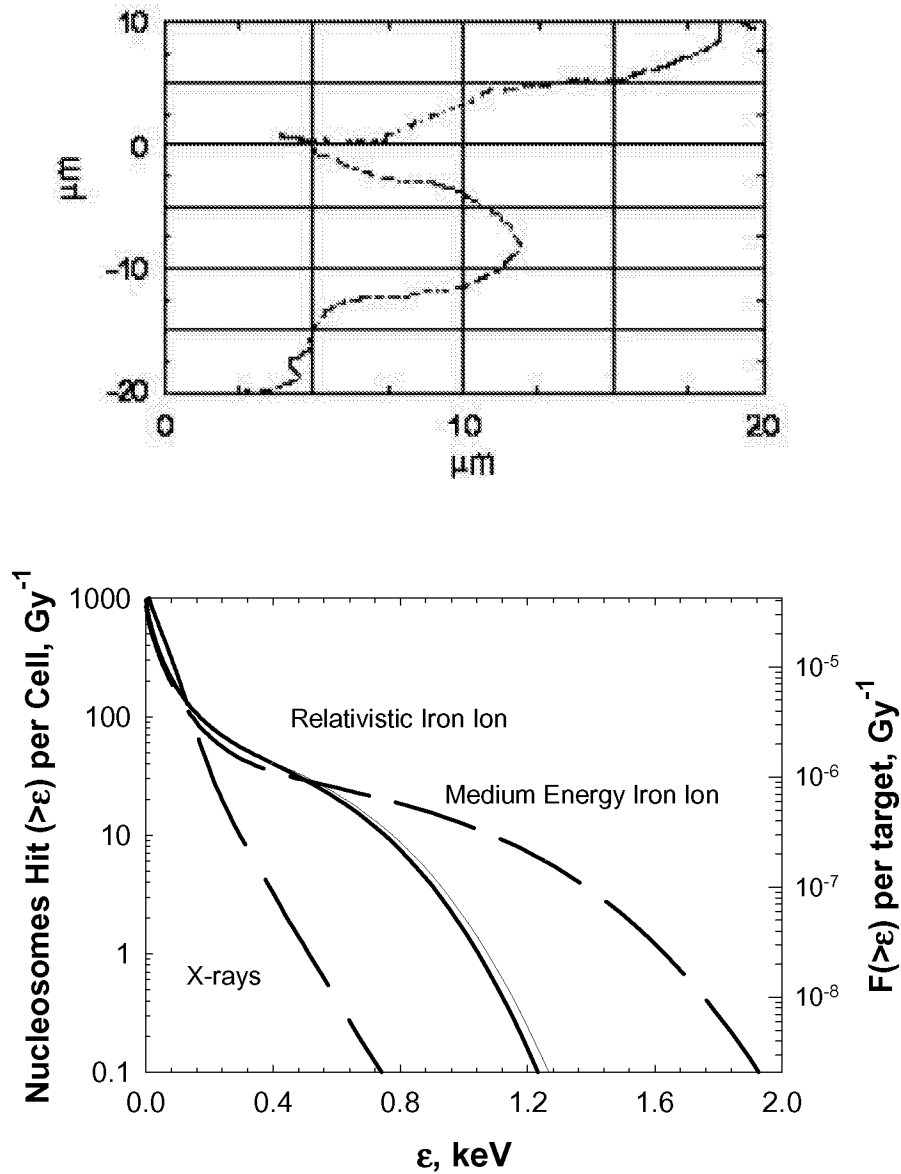 10
0
-10
-20
µm
0
10
20
µm
Nucleosomes Hit (>ε) per Cell, Gy⁻¹
1000
100
10
1
0.1
Relativistic Iron Ion
Medium Energy Iron Ion
X-rays
10⁻⁵
10⁻⁶
10⁻⁷
10⁻⁸
F(>ε) per target, Gy⁻¹
0.0
0.4
0.8
1.2
1.6
2.0
ε, keV